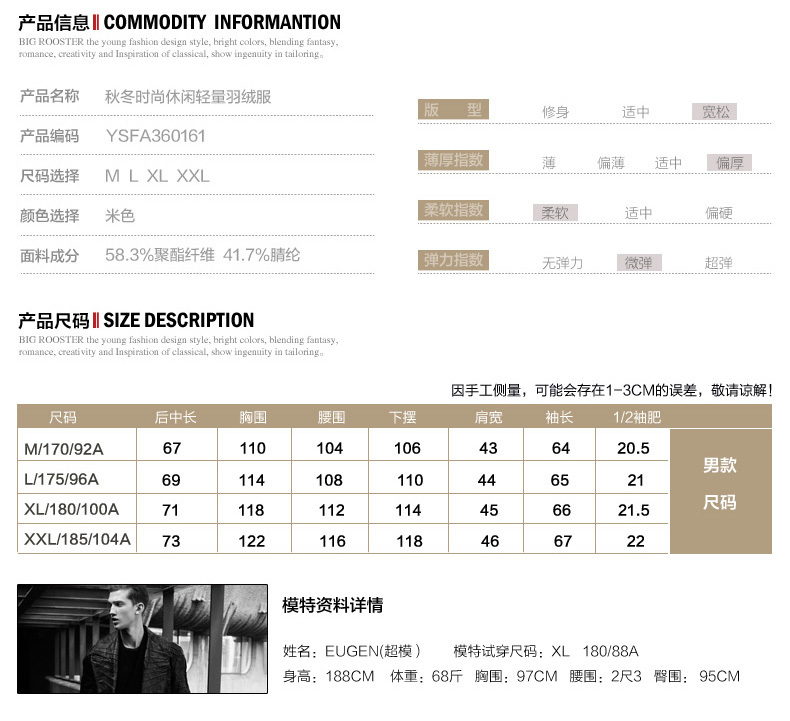 产品信息 COMMODITY INFORMANTION
BIG ROOSTER the young fashion design style, bright colors, blending fantasy,
romance, creativity and Inspiration of classical, show ingenuity in tailoring。
产品名称 秋冬时尚休闲轻量羽绒服
产品编码 YSFA360161
尺码选择 M L XL XXL
颜色选择 米色
面料成分 58.3%聚酯纤维 41.7%腈纶
版 型 修身 适中 宽松
薄厚指数 薄 偏薄 适中 偏厚
柔软指数 柔软 适中 偏硬
弹力指数 无弹力 微弹 超弹
产品尺码 SIZE DESCRIPTION
BIG ROOSTER the young fashion design style, bright colors, blending fantasy,
romance, creativity and Inspiration of classical, show ingenuity in tailoring。
因手工侧量，可能会存在1-3CM的误差，敬请谅解！
尺码 后中长 胸围 腰围 下摆 肩宽 袖长 1/2袖肥
M/170/92A 67 110 104 106 43 64 20.5
L/175/96A 69 114 108 110 44 65 21
XL/180/100A 71 118 112 114 45 66 21.5
XXL/185/104A 73 122 116 118 46 67 22
男款
尺码
模特资料详情
姓名：EUGEN(超模） 模特试穿尺码：XL 180/88A
身高：188CM 体重：68斤 胸围：97CM 腰围：2尺3 臀围：95CM